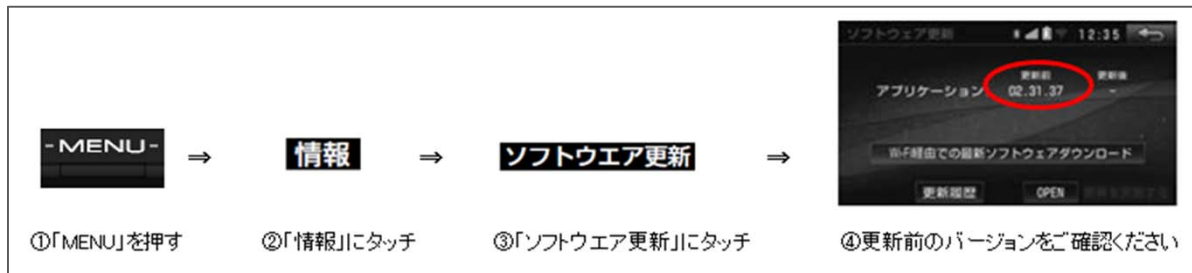 -MENU-
⇒
情報
⇒
ソフトウエア更新
⇒
ソフトウェア更新 12:35
更新前 更新後
アプリケーション 02.31.37 -
Wi-Fi経由での最新ソフトウェアダウンロード
更新履歴 OPEN
①「MENU」を押す
②「情報」にタッチ
③「ソフトウエア更新」にタッチ
④更新前のバージョンをご確認ください